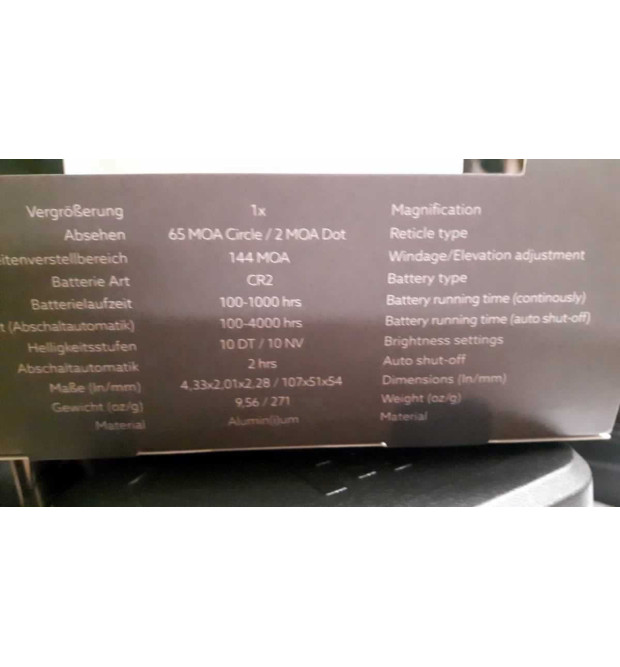 Vergrößerung 1x Magnification
Absehen 65 MOA Circle / 2 MOA Dot Reticle type
eitenverstellbereich 144 MOA Windage/Elevation adjustment
Batterie Art CR2 Battery type
Batterielaufzeit 100-1000 hrs Battery running time (continously)
t (Abschaltautomatik) 100-4000 hrs Battery running time (auto shut-off)
Helligkeitsstufen 10 DT / 10 NV Brightness settings
Abschaltautomatik 2 hrs Auto shut-off
Maße (In/mm) 4,33x2,01x2,28 / 107x51x54 Dimensions (In/mm)
Gewicht (oz/g) 9,56 / 271 Weight (oz/g)
Material Alumin(i)um Material